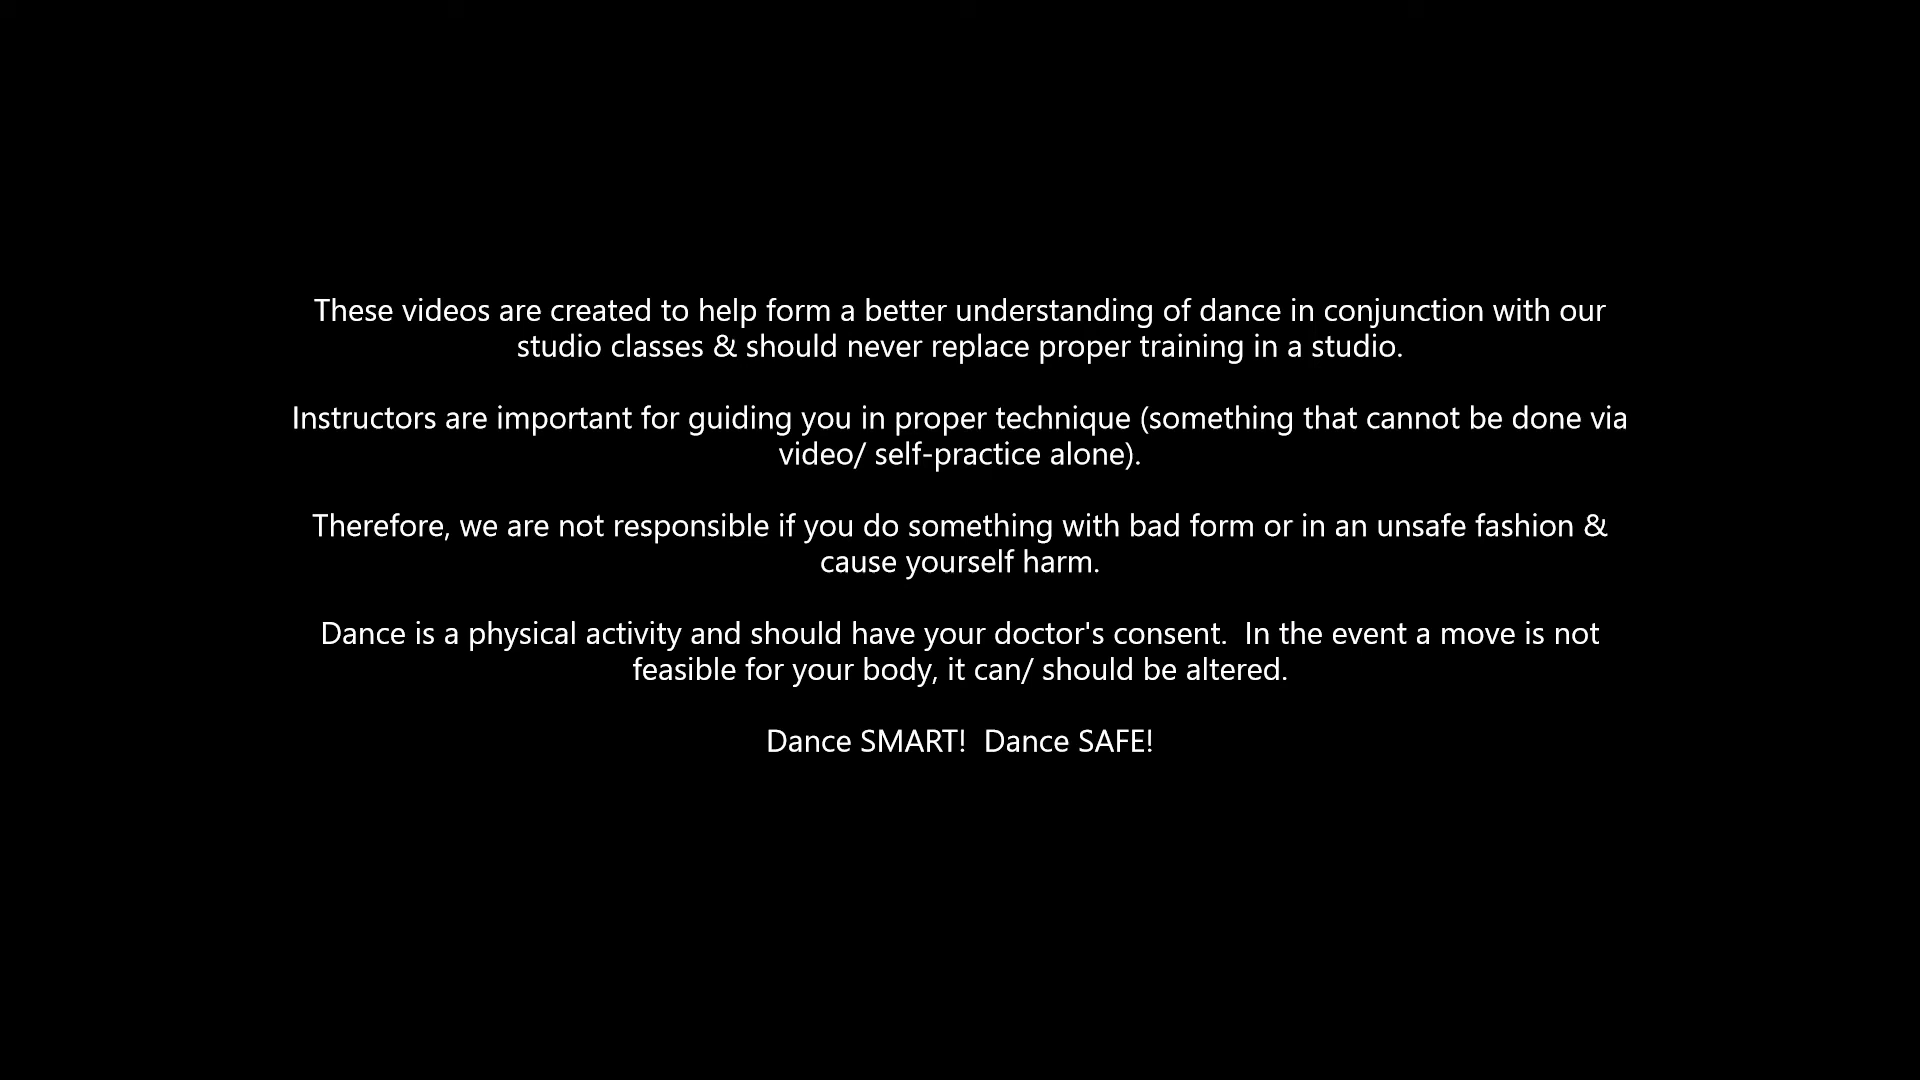 These videos are created to help form a better understanding of dance in conjunction with our
studio classes & should never replace proper training in a studio.
Instructors are important for guiding you in proper technique (something that cannot be done via
video/ self-practice alone).
Therefore, we are not responsible if you do something with bad form or in an unsafe fashion &
cause yourself harm.
Dance is a physical activity and should have your doctor's consent.  In the event a move is not
feasible for your body, it can/ should be altered.
Dance SMART!  Dance SAFE!